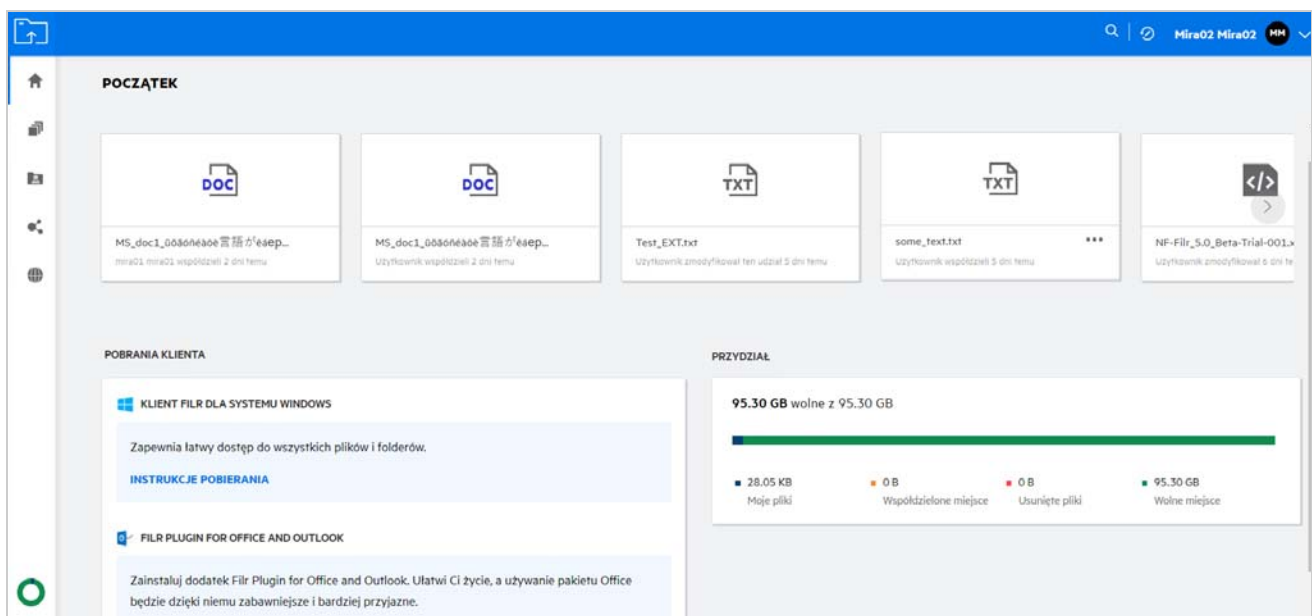 Mira02 Mira02 MM
POCZĄTEK
DOC
DOC
TXT
TXT
</>
MS_doc1_
MS_doc1_
Test_EXT.txt
some_text.txt
NF-Filr_5.0_Beta-Trial-001.x
mira01 mira01 współdzieli 2 dni temu
Użytkownik współdzieli 2 dni temu
Użytkownik zmodyfikował ten udział 5 dni temu
Użytkownik współdzieli 5 dni temu
Użytkownik zmodyfikował 6 dni te
POBRANIA KLIENTA
PRZYDZIAŁ
KLIENT FILR DLA SYSTEMU WINDOWS
Zapewnia łatwy dostęp do wszystkich plików i folderów.
INSTRUKCJE POBIERANIA
95.30 GB wolne z 95.30 GB
28.05 KB
Moje pliki
0 B
Współdzielone miejsce
0 B
Usunięte pliki
95.30 GB
Wolne miejsce
FILR PLUGIN FOR OFFICE AND OUTLOOK
Zainstaluj dodatek Filr Plugin for Office and Outlook. Ułatwi Ci życie, a używanie pakietu Office
będzie dzięki niemu zabawniejsze i bardziej przyjazne.